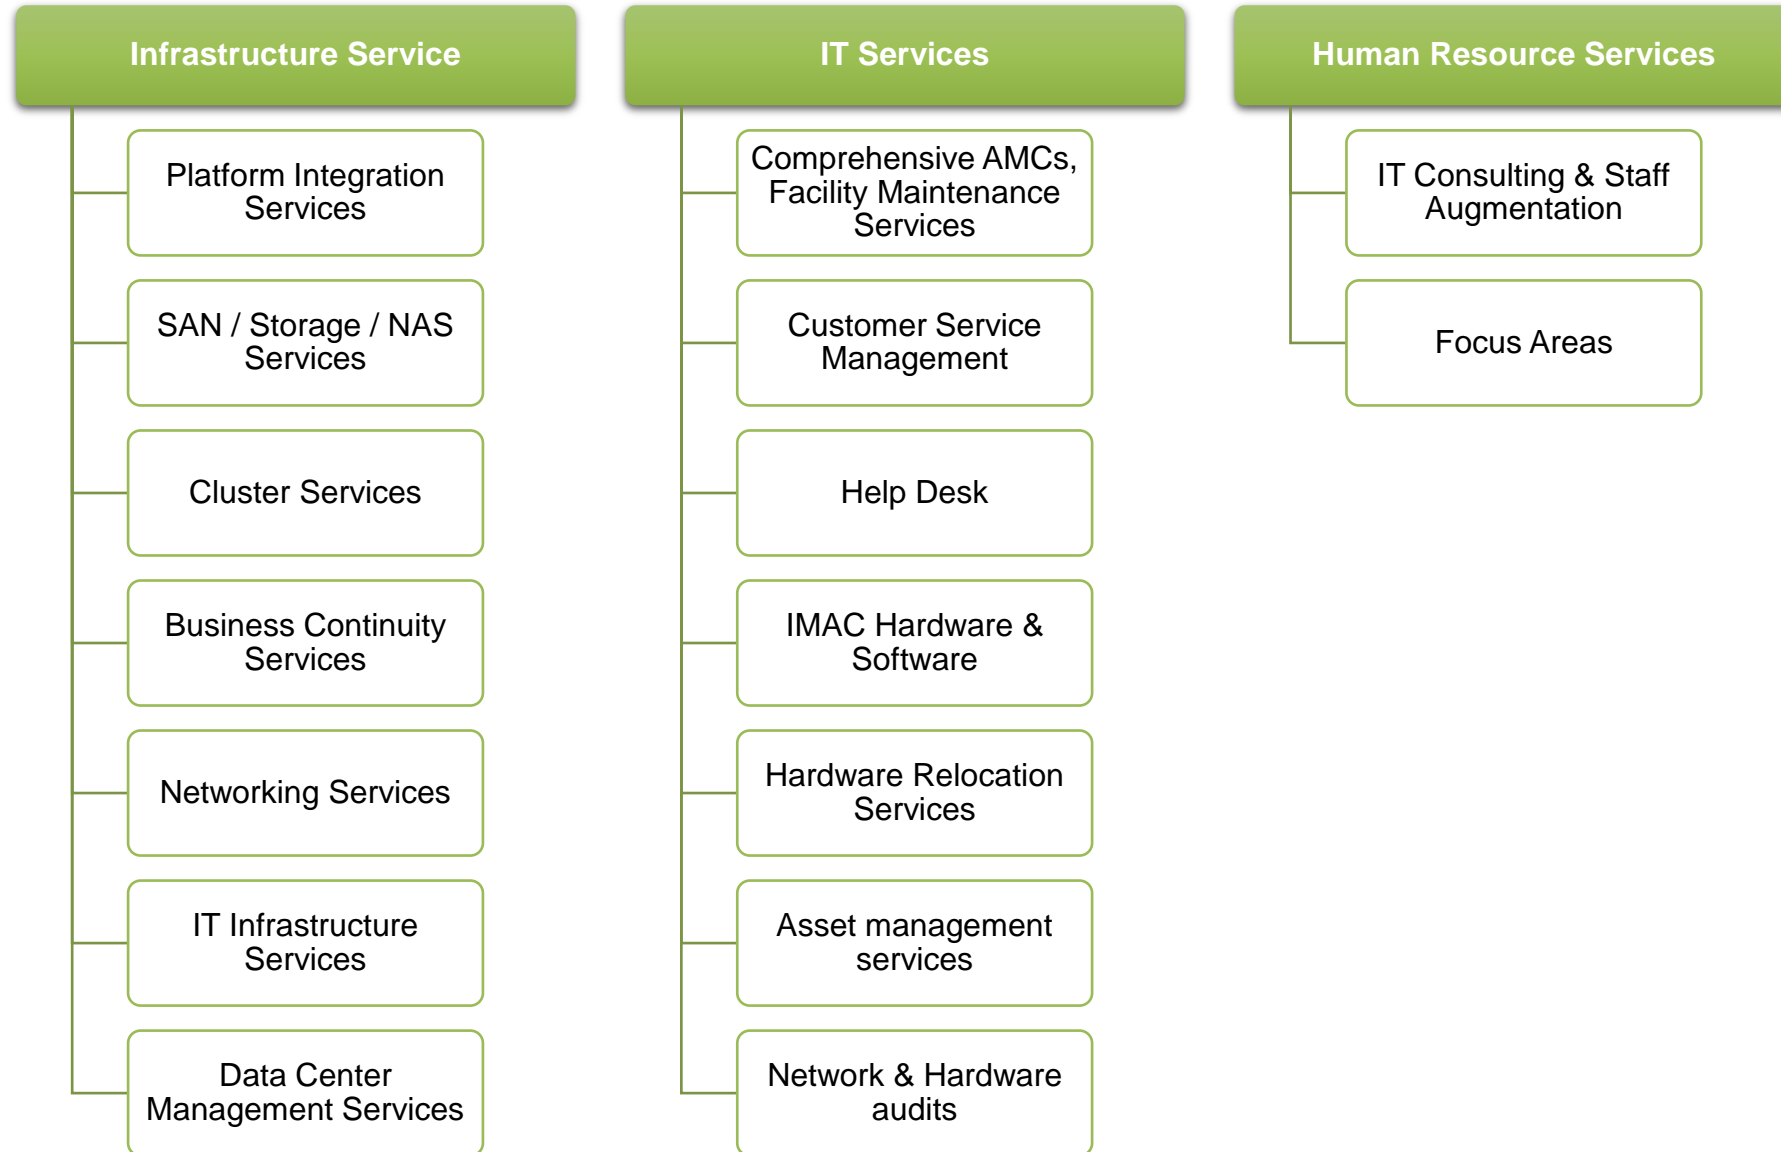 Infrastructure Service
Platform Integration
Services
SAN / Storage / NAS
Services
Cluster Services
Business Continuity
Services
Networking Services
IT Infrastructure
Services
Data Center
Management Services
IT Services
Comprehensive AMCs,
Facility Maintenance
Services
Customer Service
Management
Help Desk
IMAC Hardware &
Software
Hardware Relocation
Services
Asset management
services
Network & Hardware
audits
Human Resource Services
IT Consulting & Staff
Augmentation
Focus Areas